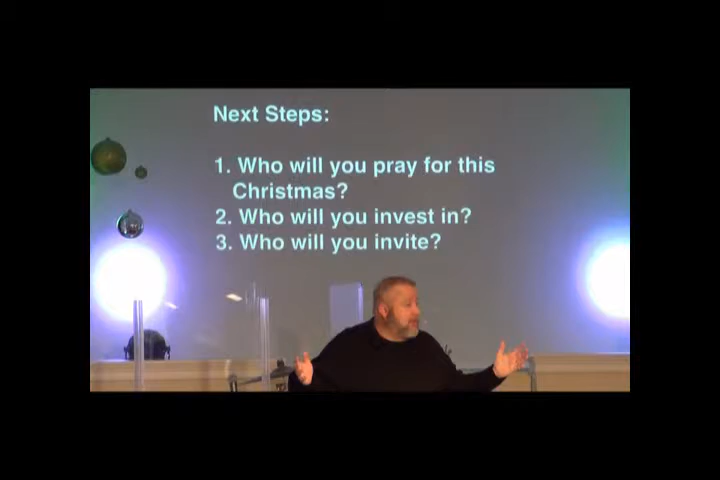 Next Steps:
1. Who will you pray for this
Christmas?
2. Who will you invest in?
3. Who will you invite?